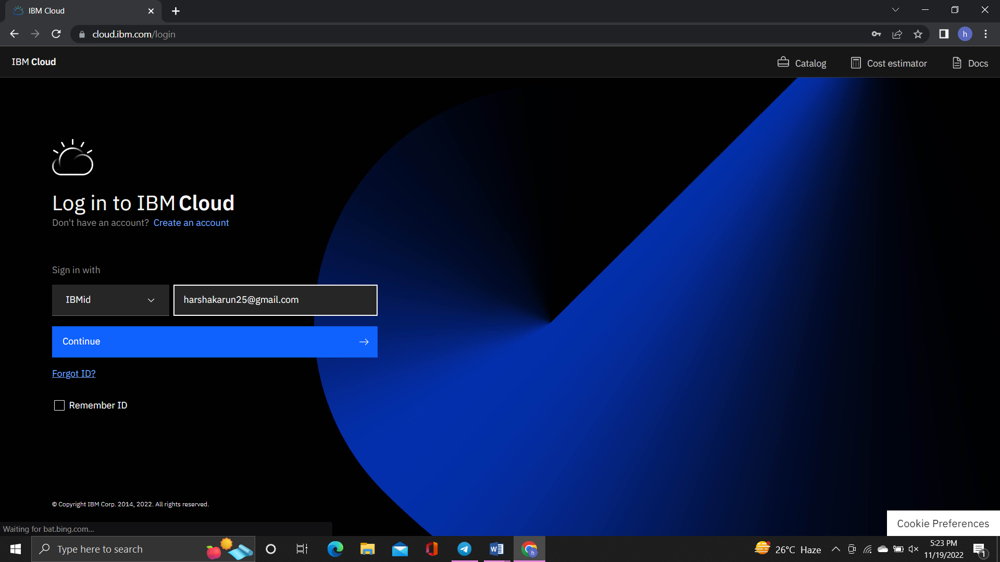 IBM Cloud
cloud.ibm.com/login
h
IBM Cloud
Catalog
Cost estimator
Docs
Log in to IBM Cloud
Don't have an account? Create an account
Sign in with
IBMid
harshakarun25@gmail.com
Continue
Forgot ID?
Remember ID
© Copyright IBM Corp. 2014, 2022. All rights reserved.
Cookie Preferences
Waiting for bat.bing.com...
Type here to search
W
h
26°C Haze
5:23 PM
11/19/2022
1